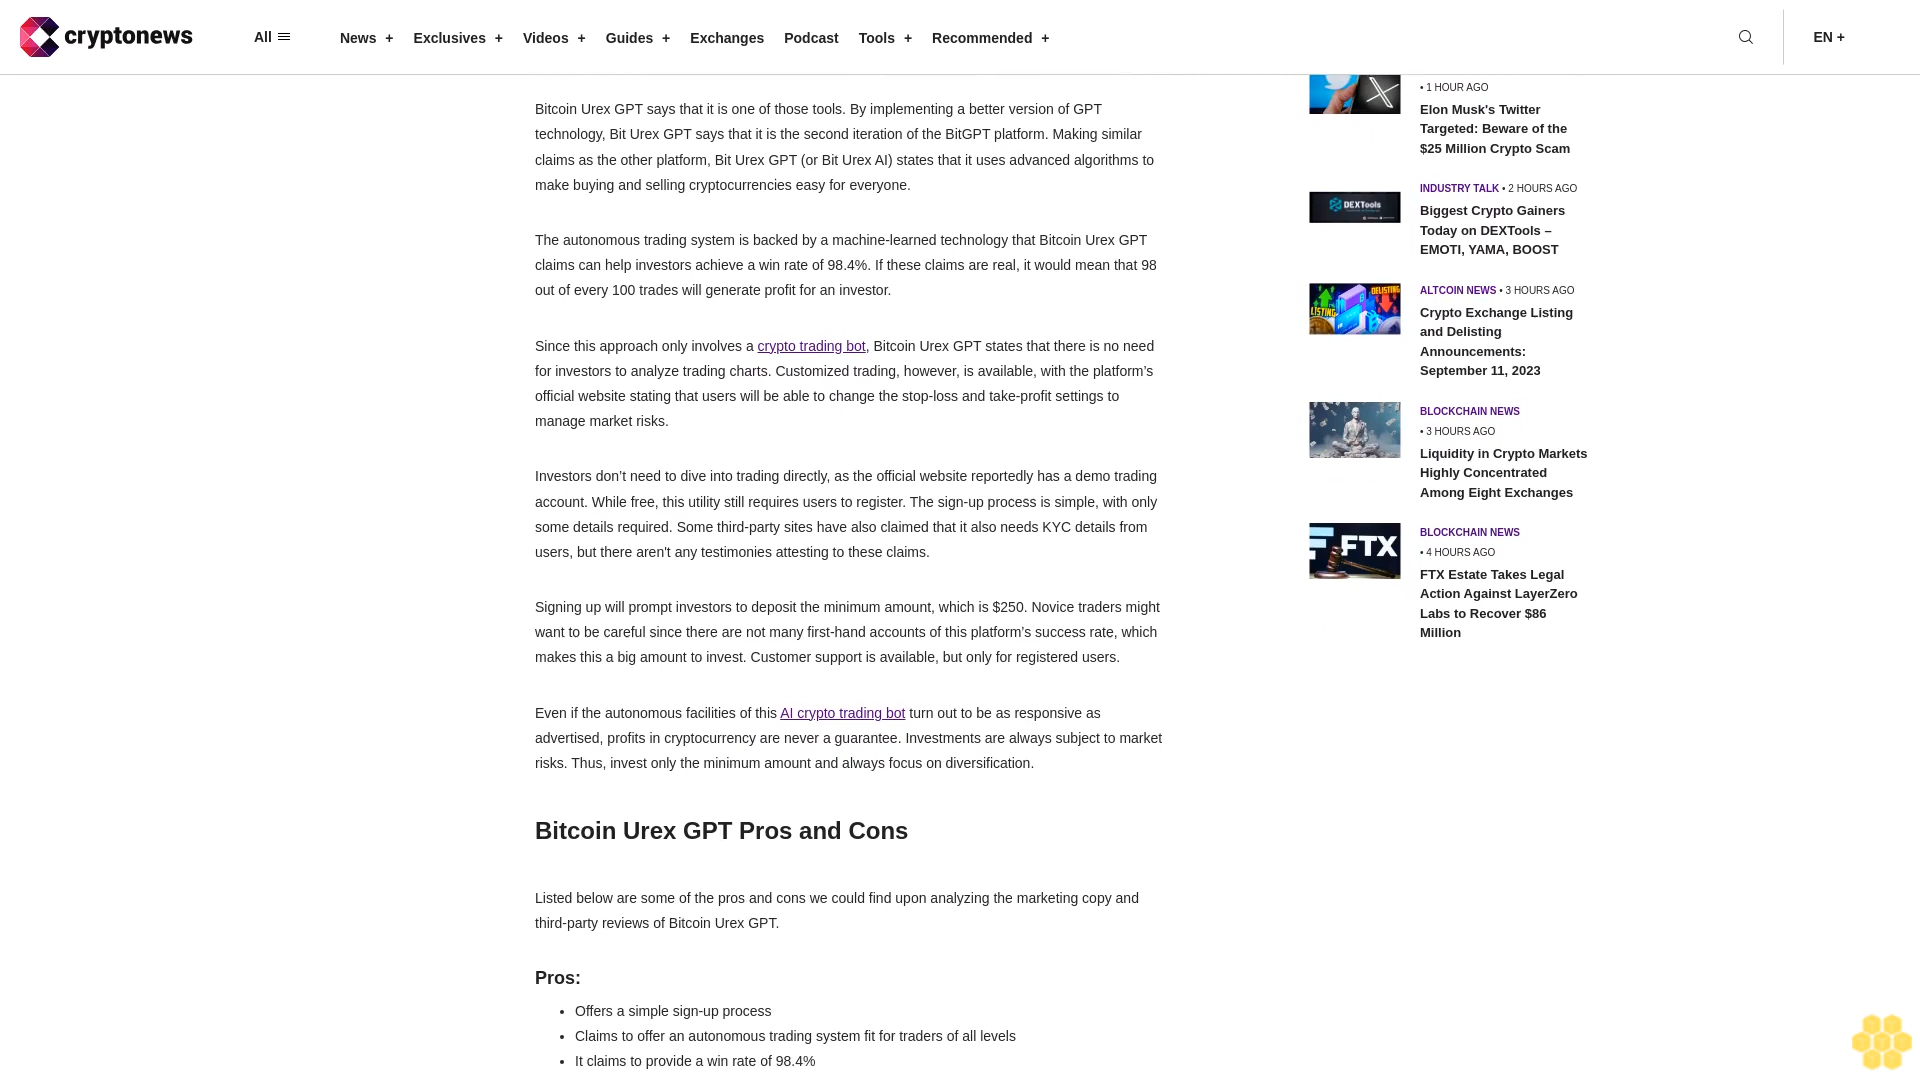 cryptonews
All
News +
Exclusives +
Videos +
Guides +
Exchanges
Podcast
Tools +
Recommended +
EN +
Bitcoin Urex GPT says that it is one of those tools. By implementing a better version of GPT
technology, Bit Urex GPT says that it is the second iteration of the BitGPT platform. Making similar
claims as the other platform, Bit Urex GPT (or Bit Urex AI) states that it uses advanced algorithms to
make buying and selling cryptocurrencies easy for everyone.
The autonomous trading system is backed by a machine-learned technology that Bitcoin Urex GPT
claims can help investors achieve a win rate of 98.4%. If these claims are real, it would mean that 98
out of every 100 trades will generate profit for an investor.
Since this approach only involves a crypto trading bot, Bitcoin Urex GPT states that there is no need
for investors to analyze trading charts. Customized trading, however, is available, with the platform’s
official website stating that users will be able to change the stop-loss and take-profit settings to
manage market risks.
Investors don’t need to dive into trading directly, as the official website reportedly has a demo trading
account. While free, this utility still requires users to register. The sign-up process is simple, with only
some details required. Some third-party sites have also claimed that it also needs KYC details from
users, but there aren't any testimonies attesting to these claims.
Signing up will prompt investors to deposit the minimum amount, which is $250. Novice traders might
want to be careful since there are not many first-hand accounts of this platform’s success rate, which
makes this a big amount to invest. Customer support is available, but only for registered users.
Even if the autonomous facilities of this AI crypto trading bot turn out to be as responsive as
advertised, profits in cryptocurrency are never a guarantee. Investments are always subject to market
risks. Thus, invest only the minimum amount and always focus on diversification.
Bitcoin Urex GPT Pros and Cons
Listed below are some of the pros and cons we could find upon analyzing the marketing copy and
third-party reviews of Bitcoin Urex GPT.
Pros:
• Offers a simple sign-up process
• Claims to offer an autonomous trading system fit for traders of all levels
• It claims to provide a win rate of 98.4%
• 1 HOUR AGO
Elon Musk's Twitter
Targeted: Beware of the
$25 Million Crypto Scam
DEXTools
INDUSTRY TALK • 2 HOURS AGO
Biggest Crypto Gainers
Today on DEXTools –
EMOTI, YAMA, BOOST
LISTING
DELISTING
ALTCOIN NEWS • 3 HOURS AGO
Crypto Exchange Listing
and Delisting
Announcements:
September 11, 2023
BLOCKCHAIN NEWS
• 3 HOURS AGO
Liquidity in Crypto Markets
Highly Concentrated
Among Eight Exchanges
FTX
BLOCKCHAIN NEWS
• 4 HOURS AGO
FTX Estate Takes Legal
Action Against LayerZero
Labs to Recover $86
Million